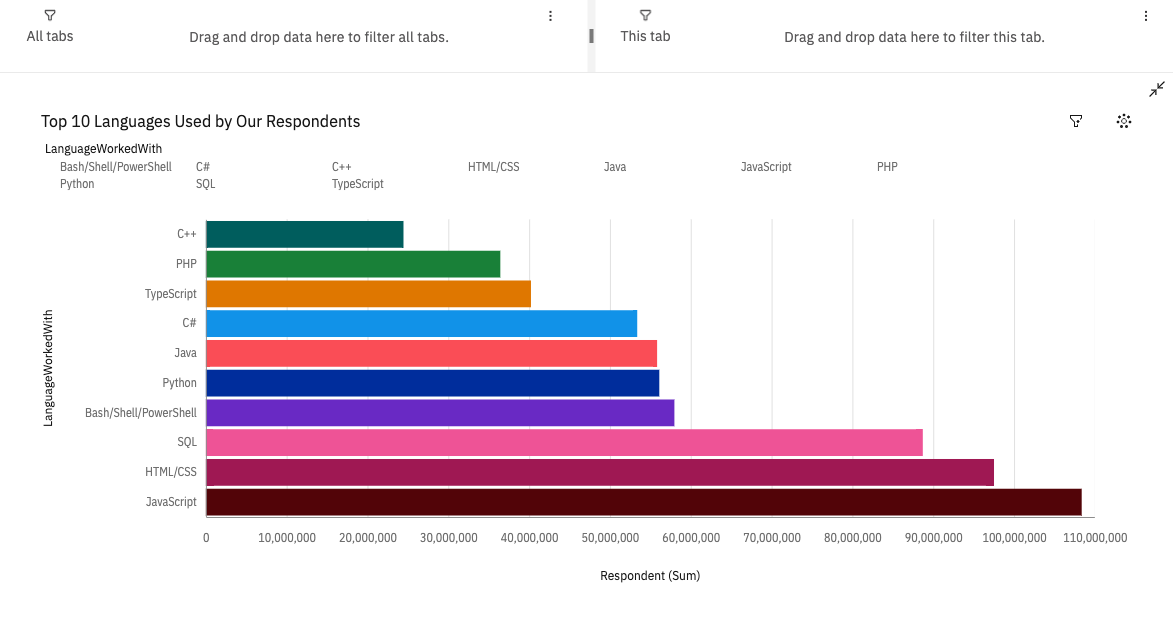 All tabs
Drag and drop data here to filter all tabs.
This tab
Drag and drop data here to filter this tab.
Top 10 Languages Used by Our Respondents
LanguageWorkedWith
Bash/Shell/PowerShell C# C++ HTML/CSS Java JavaScript PHP
Python SQL TypeScript
LanguageWorkedWith
C++
PHP
TypeScript
C#
Java
Python
Bash/Shell/PowerShell
SQL
HTML/CSS
JavaScript
0 10,000,000 20,000,000 30,000,000 40,000,000 50,000,000 60,000,000 70,000,000 80,000,000 90,000,000 100,000,000 110,000,000
Respondent (Sum)